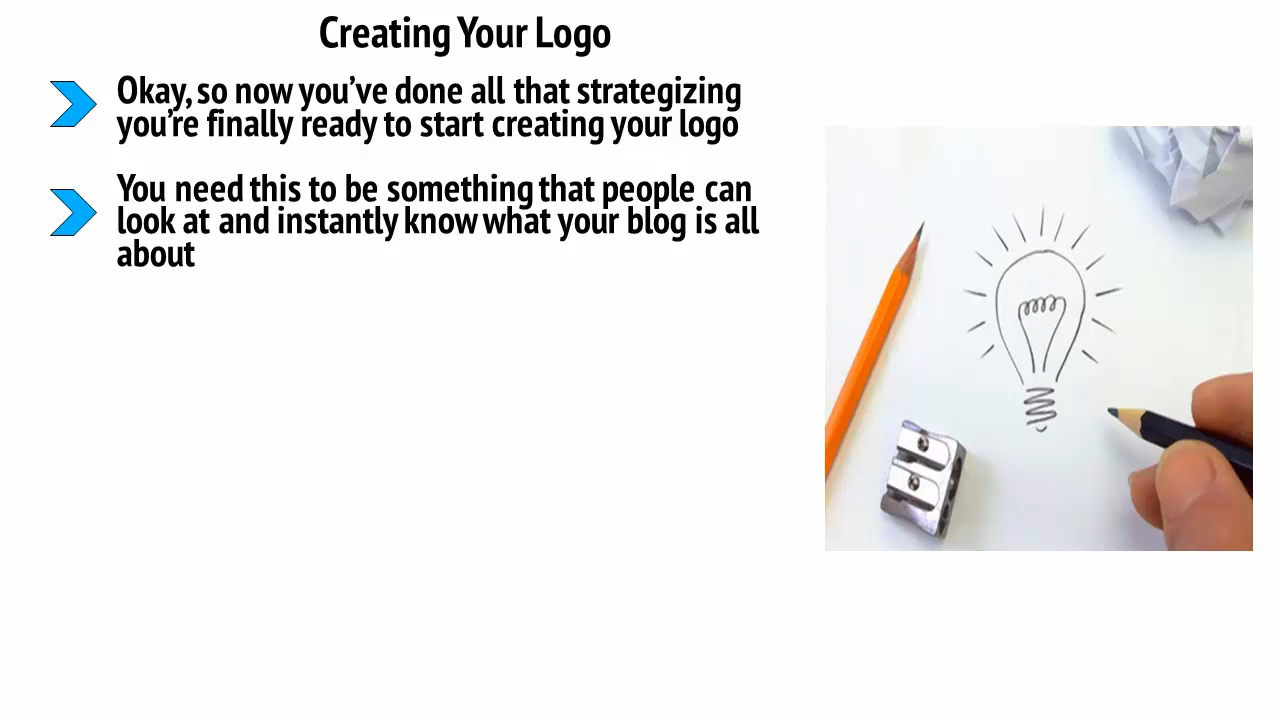 Creating Your Logo
Okay, so now you’ve done all that strategizing
you’re finally ready to start creating your logo
You need this to be something that people can
look at and instantly know what your blog is all
about